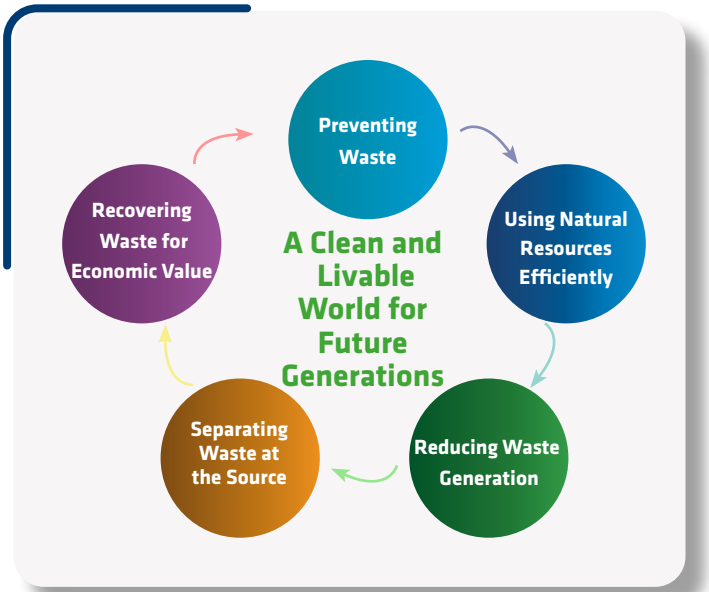 Preventing
Waste
Using Natural
Resources
Efficiently
Reducing Waste
Generation
Separating
Waste at
the Source
Recovering
Waste for
Economic Value
A Clean and
Livable
World for
Future
Generations